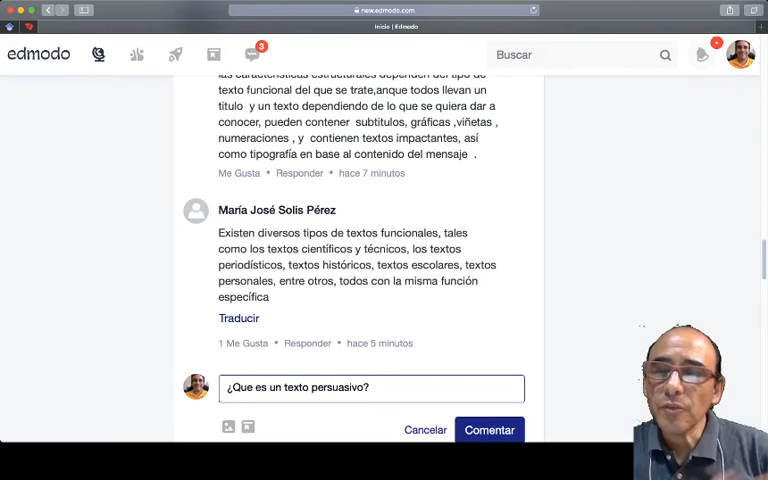 new.edmodo.com
Inicio | Edmodo
edmodo
3
Buscar
las características estructurales dependen del tipo de
texto funcional del que se trate,anque todos llevan un
titulo y un texto dependiendo de lo que se quiera dar a
conocer, pueden contener subtitulos, gráficas ,viñetas ,
numeraciones , y contienen textos impactantes, así
como tipografía en base al contenido del mensaje .
Me Gusta • Responder • hace 7 minutos
María José Solis Pérez
Existen diversos tipos de textos funcionales, tales
como los textos científicos y técnicos, los textos
periodísticos, textos históricos, textos escolares, textos
personales, entre otros, todos con la misma función
específica
Traducir
1 Me Gusta • Responder • hace 5 minutos
¿Que es un texto persuasivo?
Cancelar
Comentar